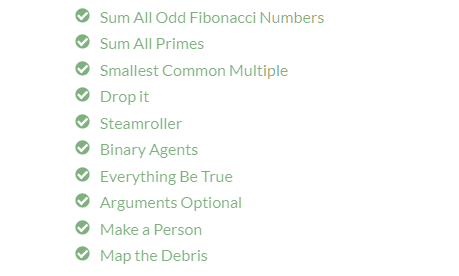 Sum All Odd Fibonacci Numbers
Sum All Primes
Smallest Common Multiple
Drop it
Steamroller
Binary Agents
Everything Be True
Arguments Optional
Make a Person
Map the Debris